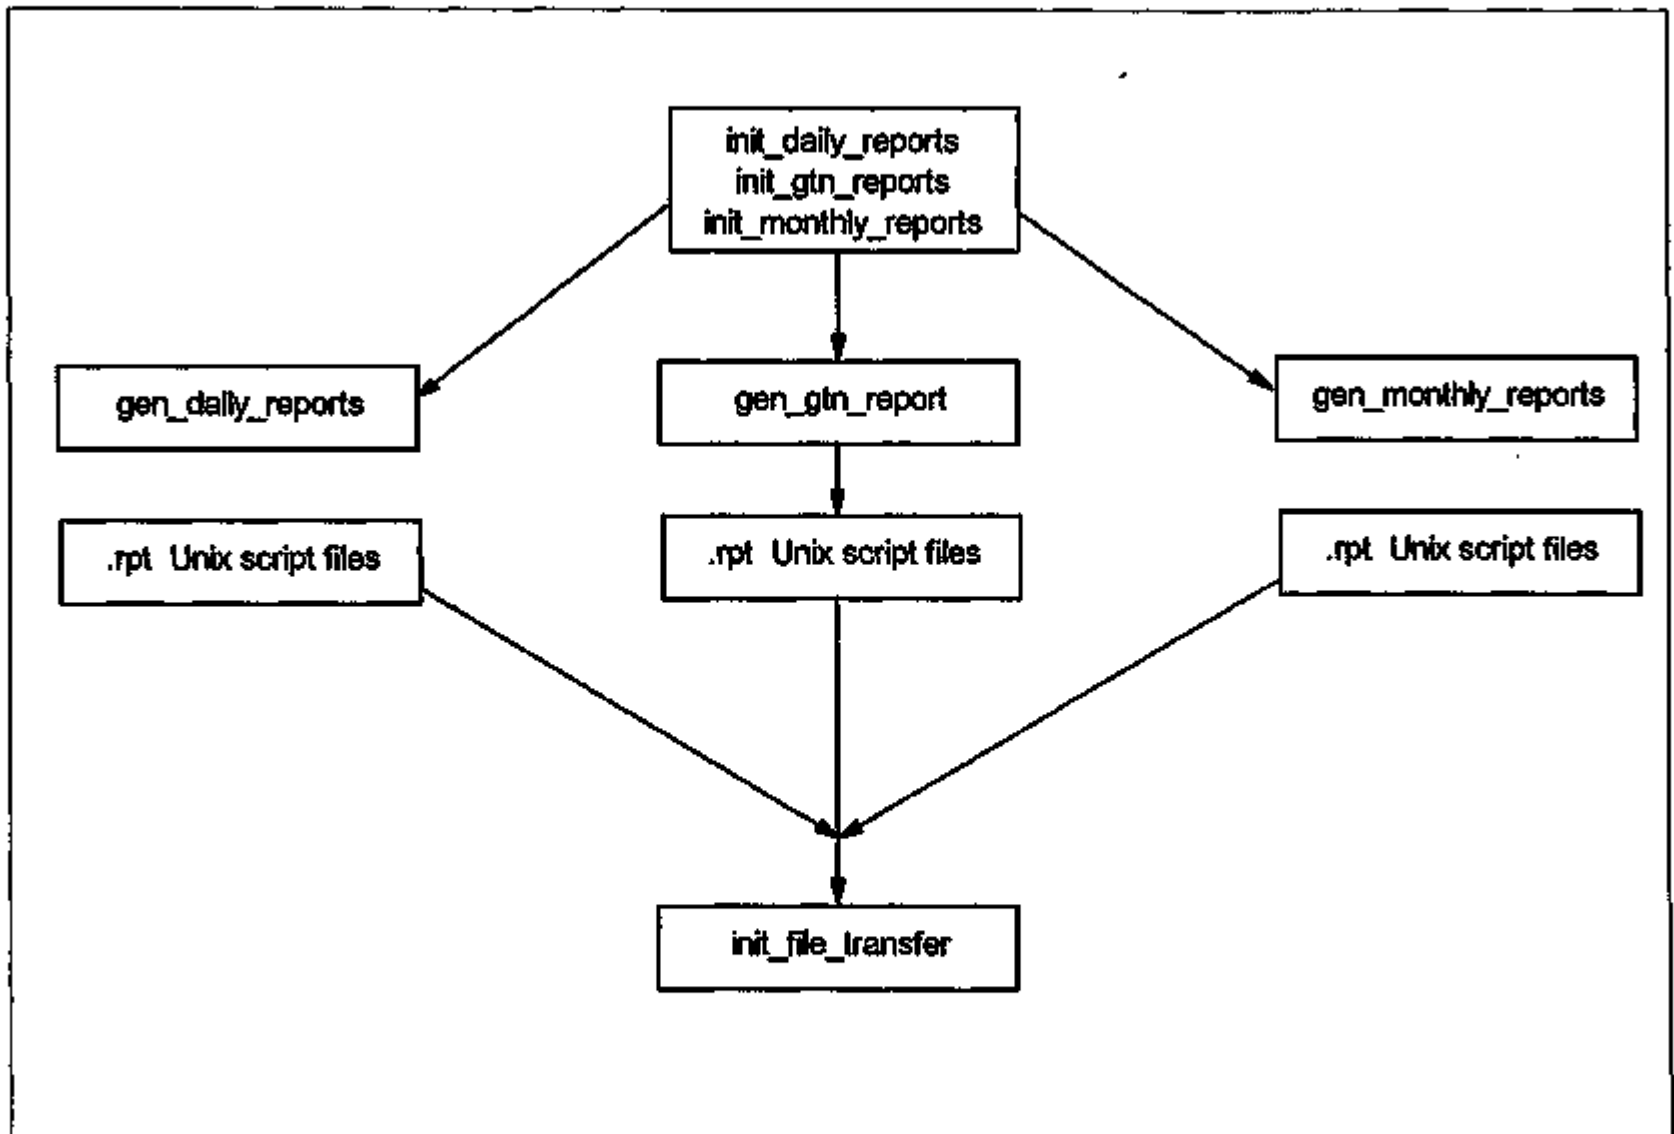 init_daily_reports
init_gtn_reports
init_monthly_reports
gen_daily_reports
gen_gtn_report
gen_monthly_reports
.rpt Unix script files
.rpt Unix script files
.rpt Unix script files
init_file_transfer